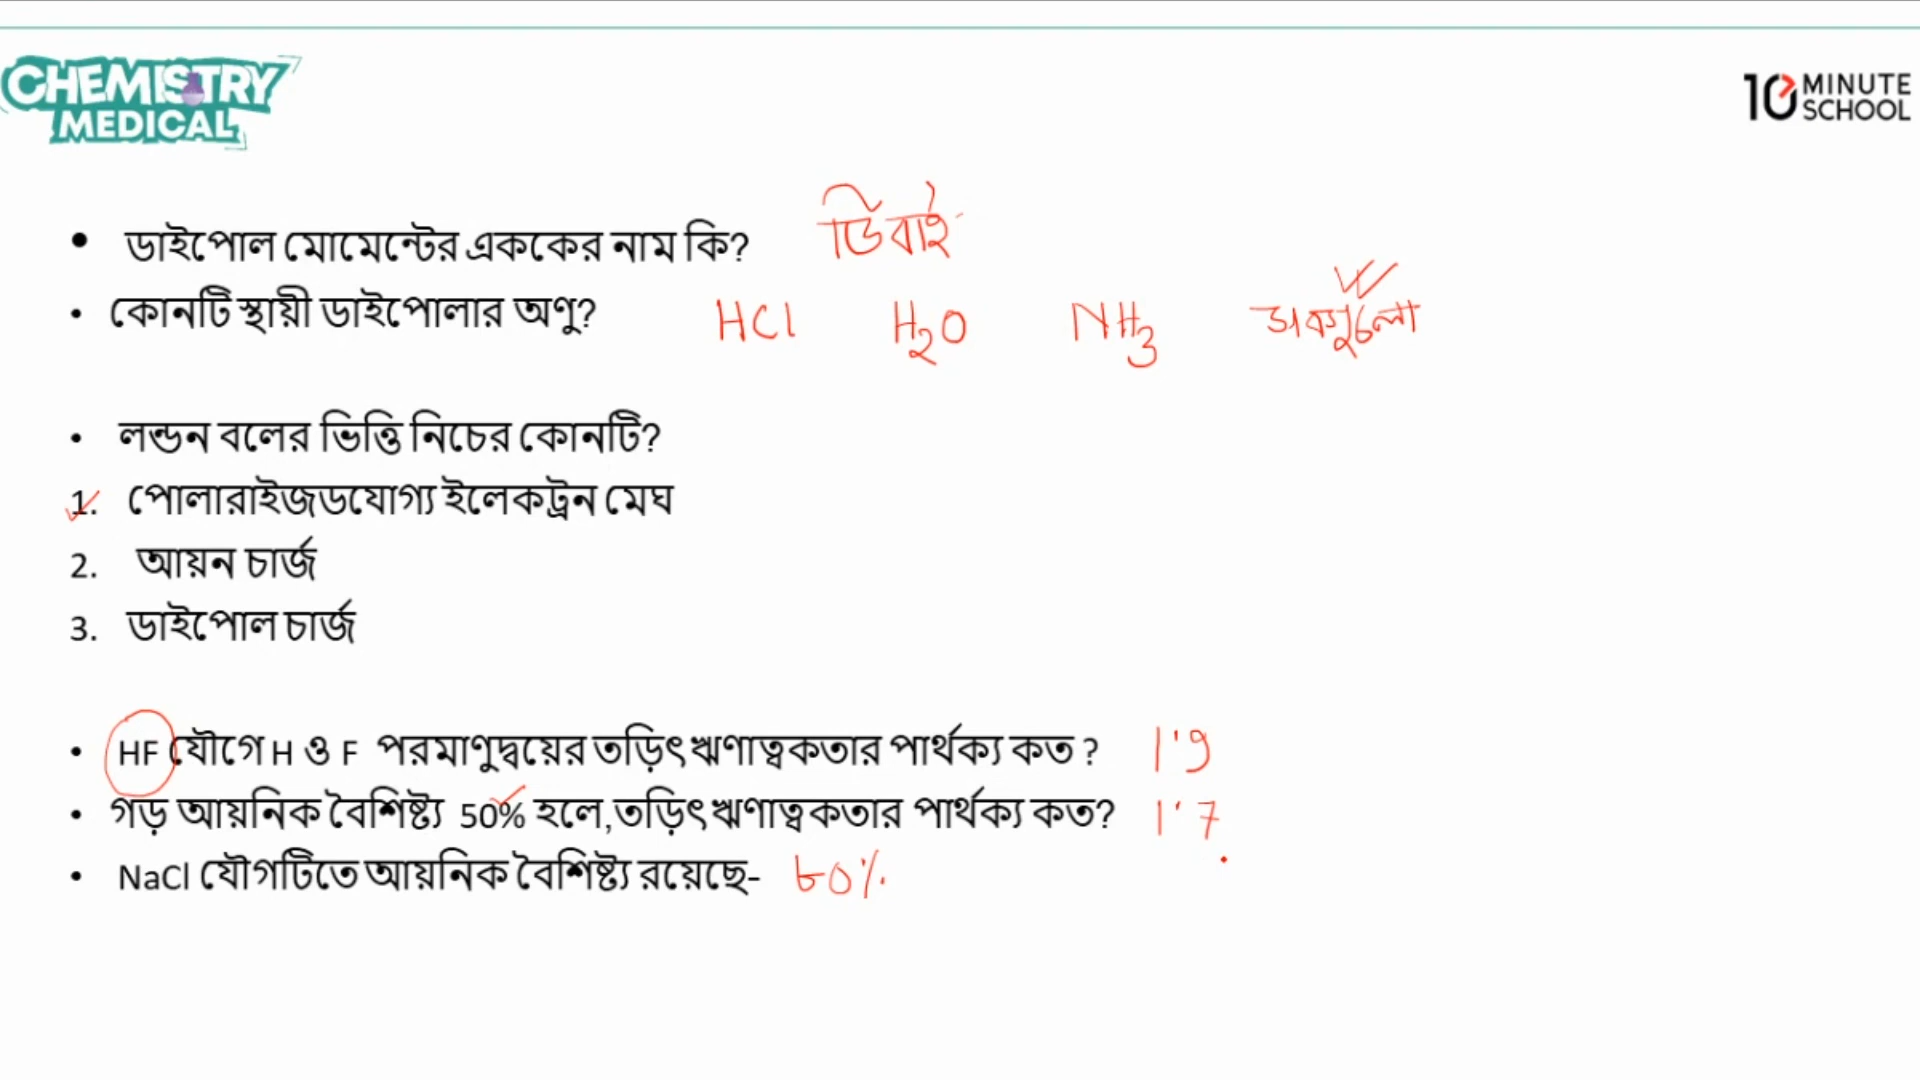 CHEMISTRY
MEDICAL
10 MINUTE
SCHOOL
• ডাইপোল মোমেন্টের এককের নাম কি? ডিবাই
• কোনটি স্থায়ী ডাইপোলার অণু? HCl H₂O NH₃ সবগুলো
• লন্ডন বলের ভিত্তি নিচের কোনটি?
1. পোলারাইজডযোগ্য ইলেকট্রন মেঘ
2. আয়ন চার্জ
3. ডাইপোল চার্জ
• HF যৌগে H ও F পরমাণুদ্বয়ের তড়িৎ ঋণাত্বকতার পার্থক্য কত ? 1.9
• গড় আয়নিক বৈশিষ্ট্য 50% হলে,তড়িৎ ঋণাত্বকতার পার্থক্য কত? 1.7
• NaCl যৌগটিতে আয়নিক বৈশিষ্ট্য রয়েছে- ৮০%